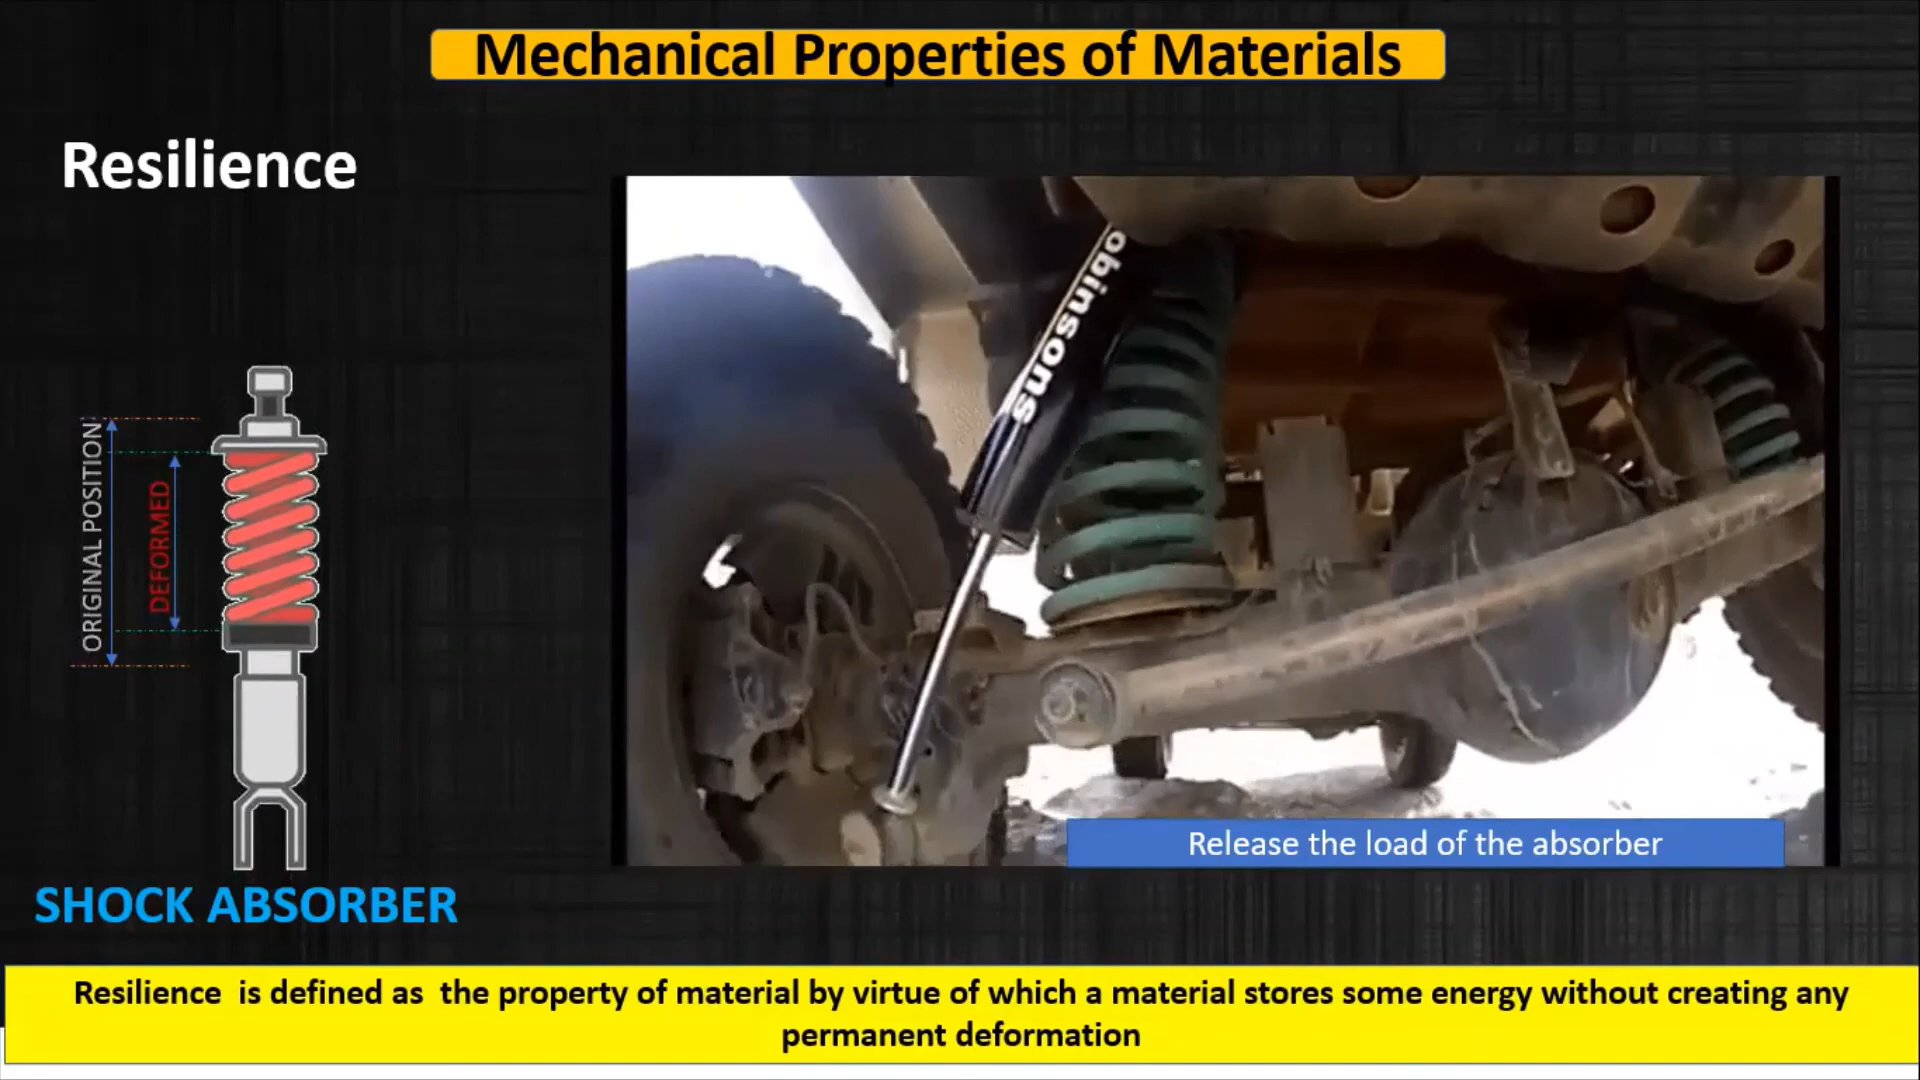 Mechanical Properties of Materials
Resilience
ORIGINAL POSITION
DEFORMED
obinsons
Release the load of the absorber
SHOCK ABSORBER
Resilience is defined as the property of material by virtue of which a material stores some energy without creating any
permanent deformation